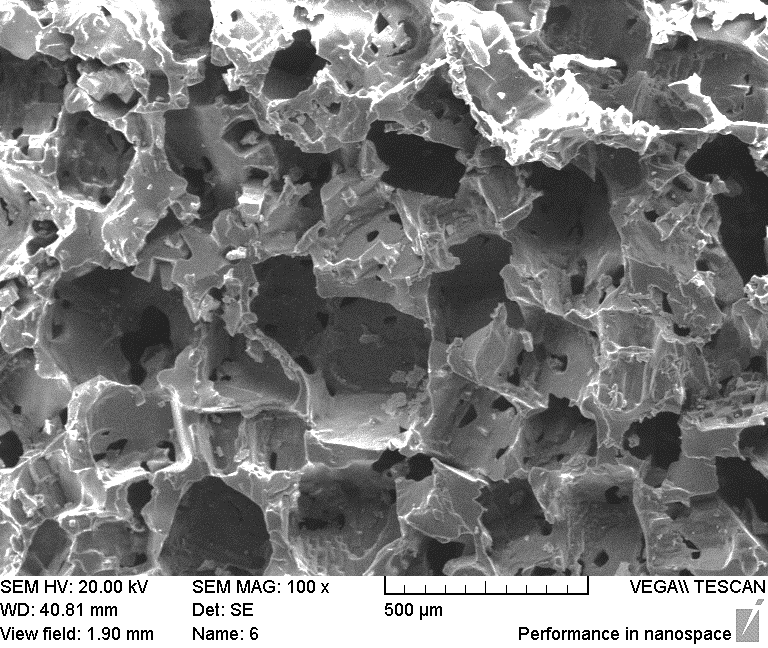 SEM HV: 20.00 kV SEM MAG: 100 x VEGA\\ TESCAN
WD: 40.81 mm Det: SE 500 µm
View field: 1.90 mm Name: 6 Performance in nanospace